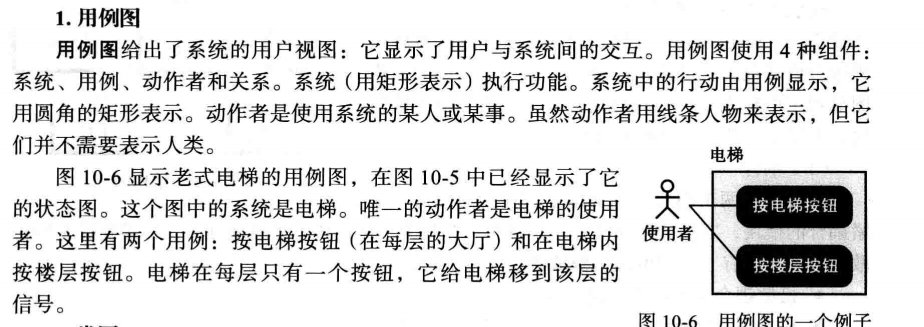 1. 用例图
用例图给出了系统的用户视图：它显示了用户与系统间的交互。用例图使用 4 种组件：
系统、用例、动作者和关系。系统（用矩形表示）执行功能。系统中的行动由用例显示，它
用圆角的矩形表示。动作者是使用系统的某人或某事。虽然动作者用线条人物来表示，但它
们并不需要表示人类。
图 10-6 显示老式电梯的用例图，在图 10-5 中已经显示了它
的状态图。这个图中的系统是电梯。唯一的动作者是电梯的使用
者。这里有两个用例：按电梯按钮（在每层的大厅）和在电梯内
按楼层按钮。电梯在每层只有一个按钮，它给电梯移到该层的
信号。
电梯
按电梯按钮
使用者
按楼层按钮
图 10-6 用例图的一个例子